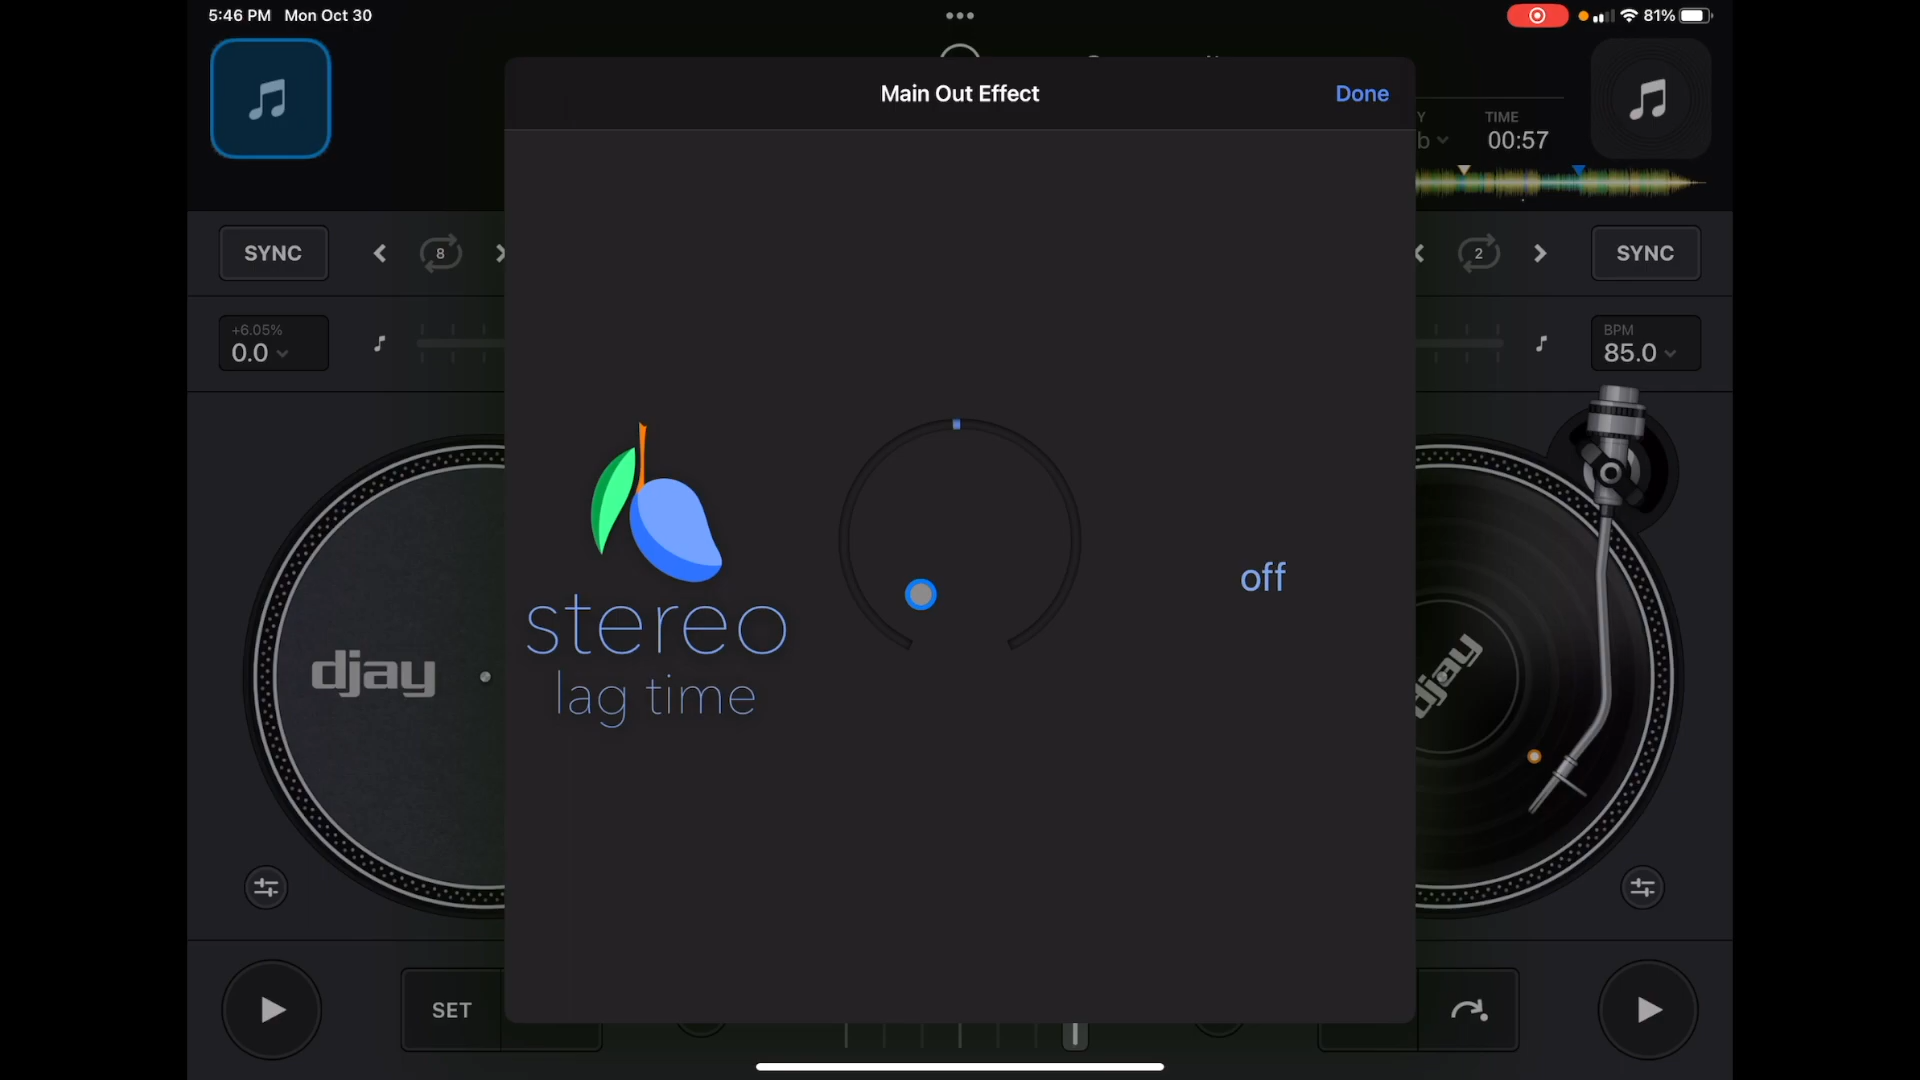 5:46 PM Mon Oct 30
81%
Main Out Effect
Done
Y
TIME
b
00:57
SYNC
8
2
SYNC
+6.05%
0.0
BPM
85.0
djay
stereo
lag time
off
djay
SET